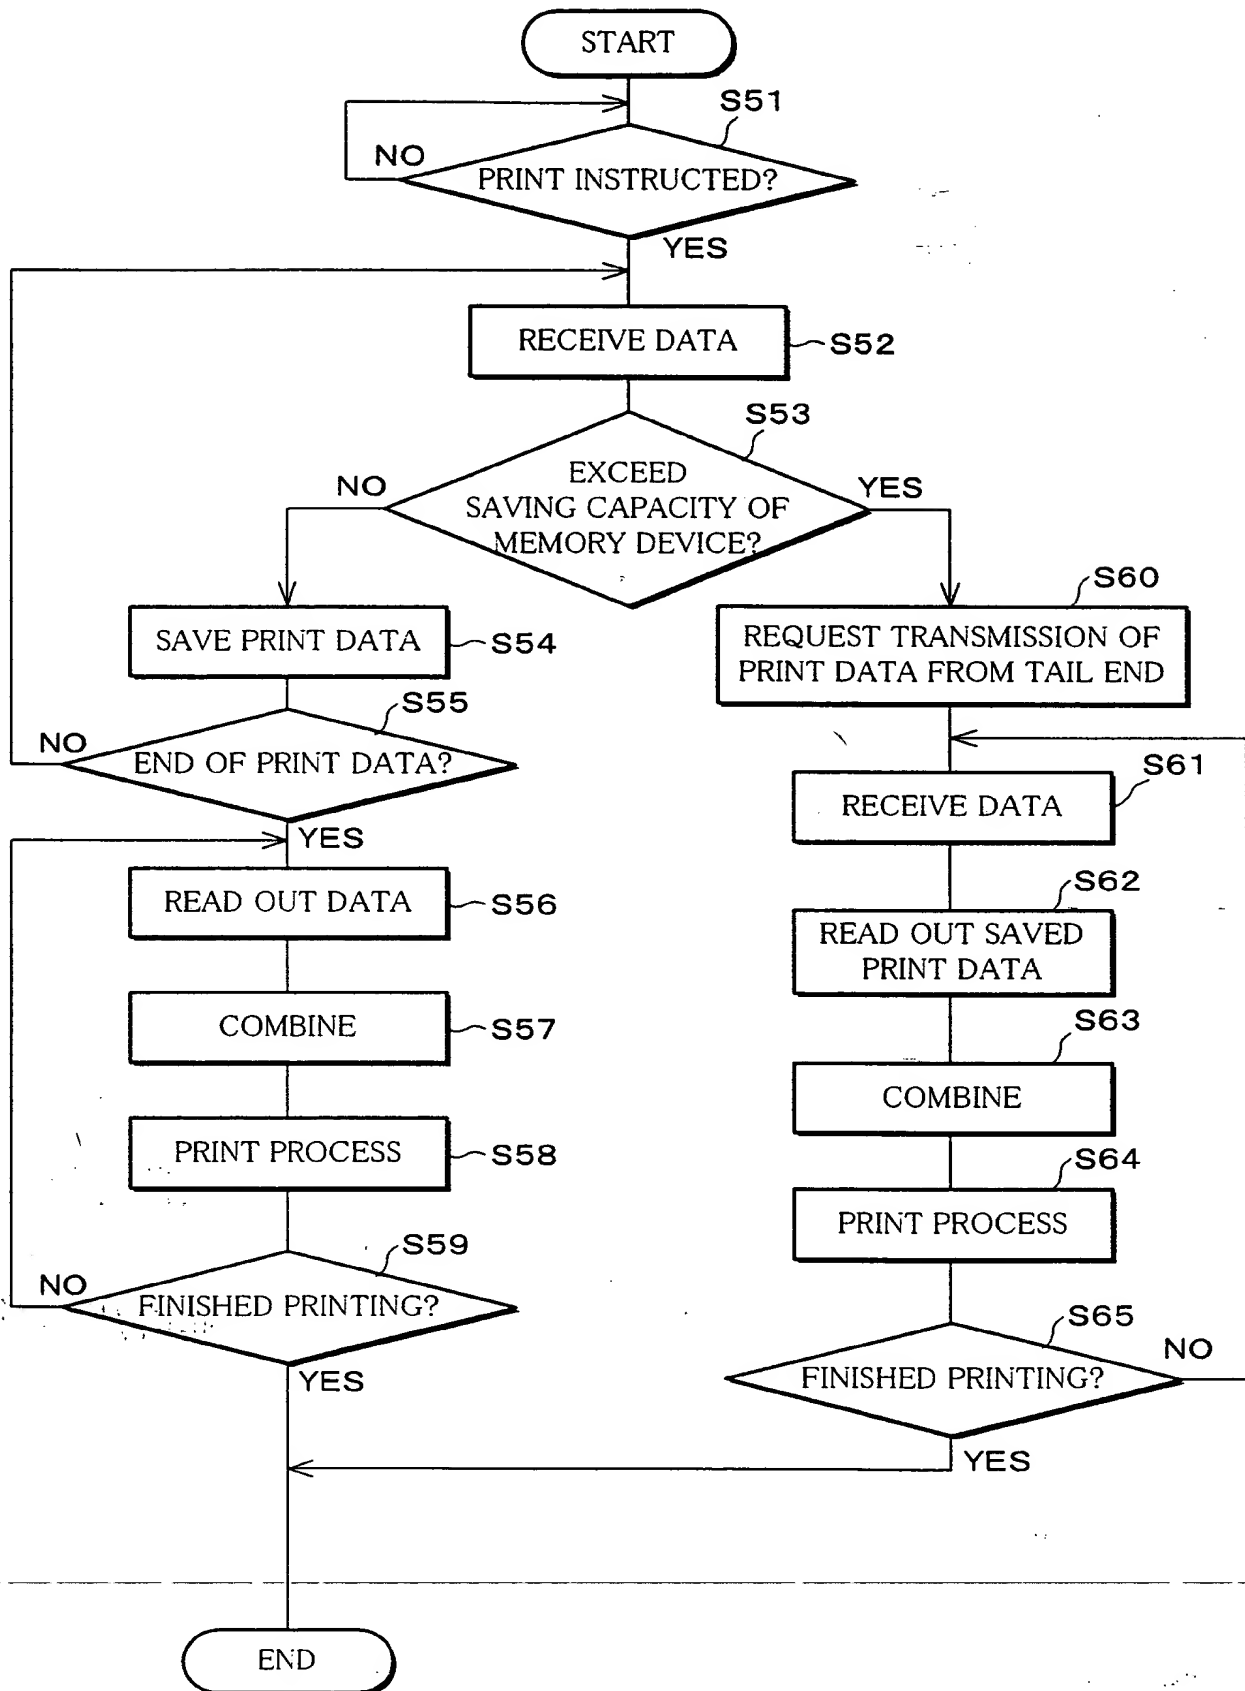 START
S51
NO
PRINT INSTRUCTED?
YES
RECEIVE DATA
S52
S53
NO
EXCEED
SAVING CAPACITY OF
MEMORY DEVICE?
YES
SAVE PRINT DATA
S54
S55
NO
END OF PRINT DATA?
YES
READ OUT DATA
S56
COMBINE
S57
PRINT PROCESS
S58
S59
NO
FINISHED PRINTING?
YES
S60
REQUEST TRANSMISSION OF
PRINT DATA FROM TAIL END
S61
RECEIVE DATA
S62
READ OUT SAVED
PRINT DATA
S63
COMBINE
S64
PRINT PROCESS
S65
NO
FINISHED PRINTING?
YES
END